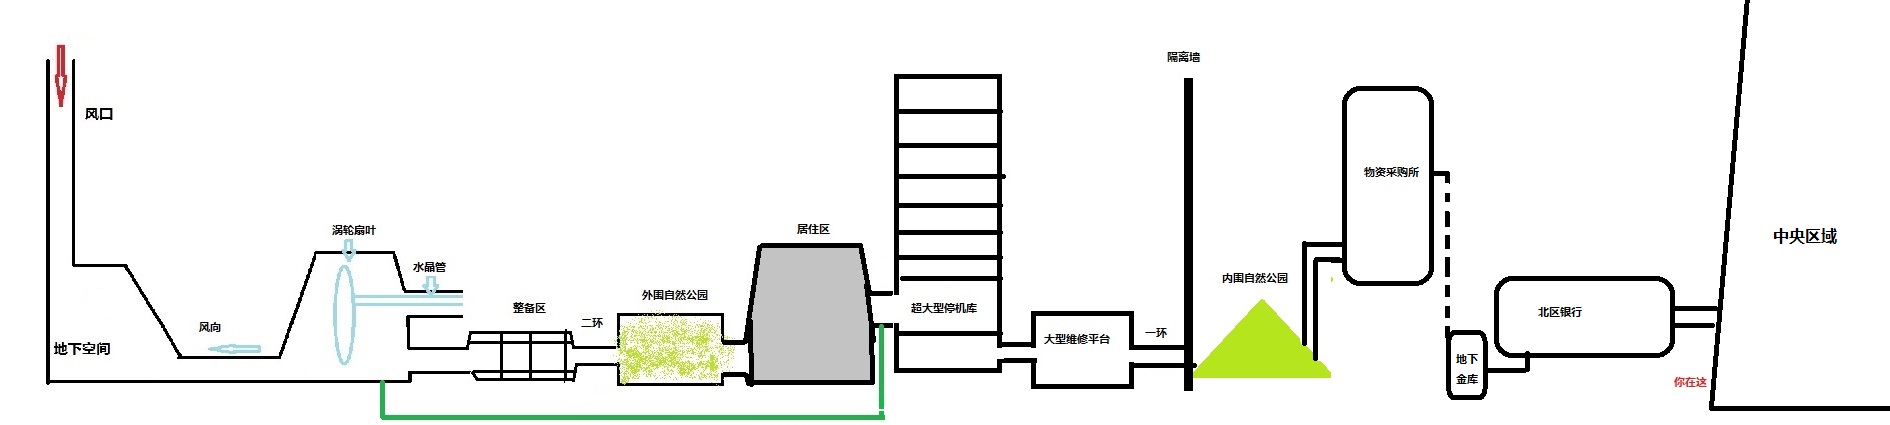 风口
地下空间
风向
涡轮扇叶
水晶管
整备区
二环
外围自然公园
居住区
超大型停机库
大型维修平台
一环
隔离墙
内围自然公园
物资采购所
地下
金库
北区银行
你在这
中央区域